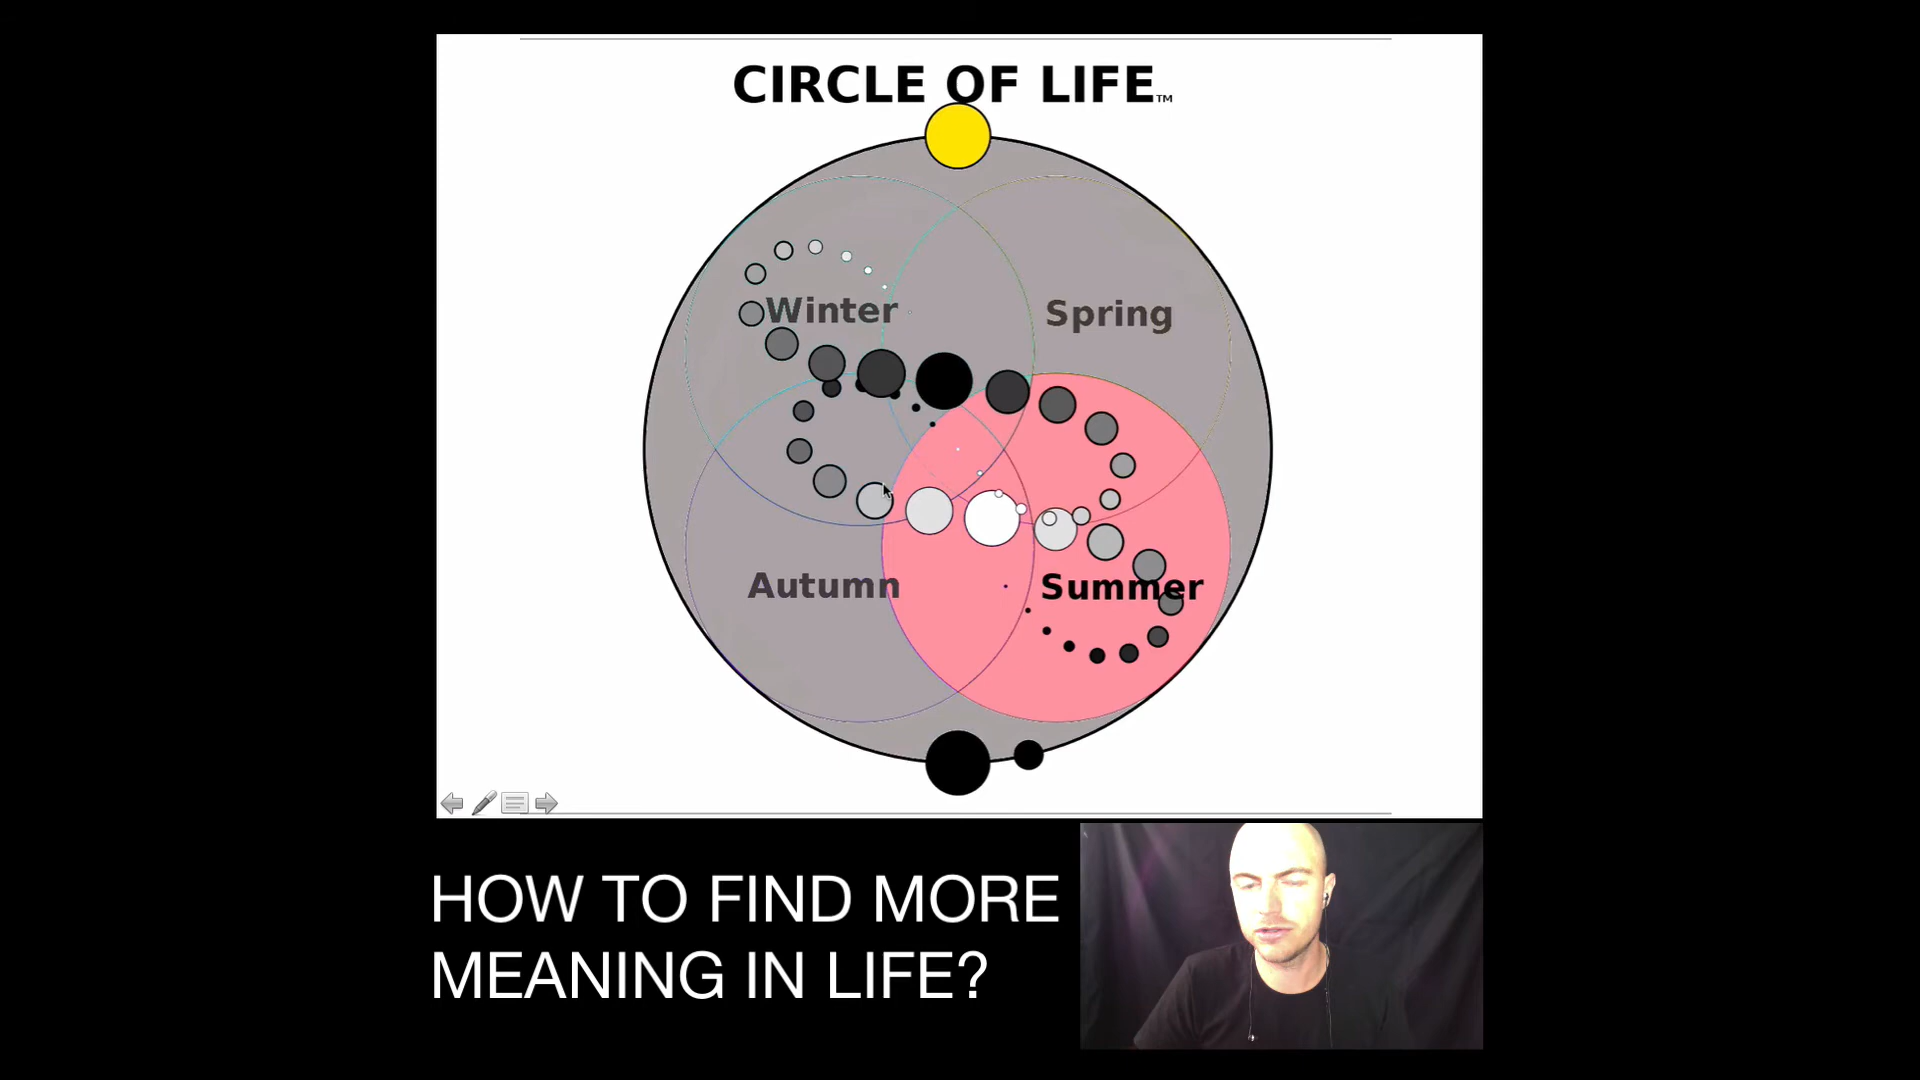 CIRCLE OF LIFE™
Winter
Spring
Autumn
Summer
HOW TO FIND MORE
MEANING IN LIFE?